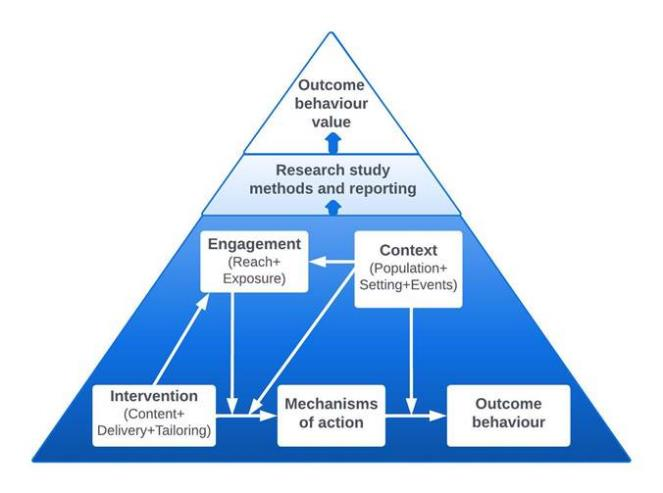 Outcome
behaviour
value
Research study
methods and reporting
Engagement
(Reach+
Exposure)
Context
(Population+
Setting+Events)
Intervention
(Content+
Delivery+Tailoring)
Mechanisms
of action
Outcome
behaviour